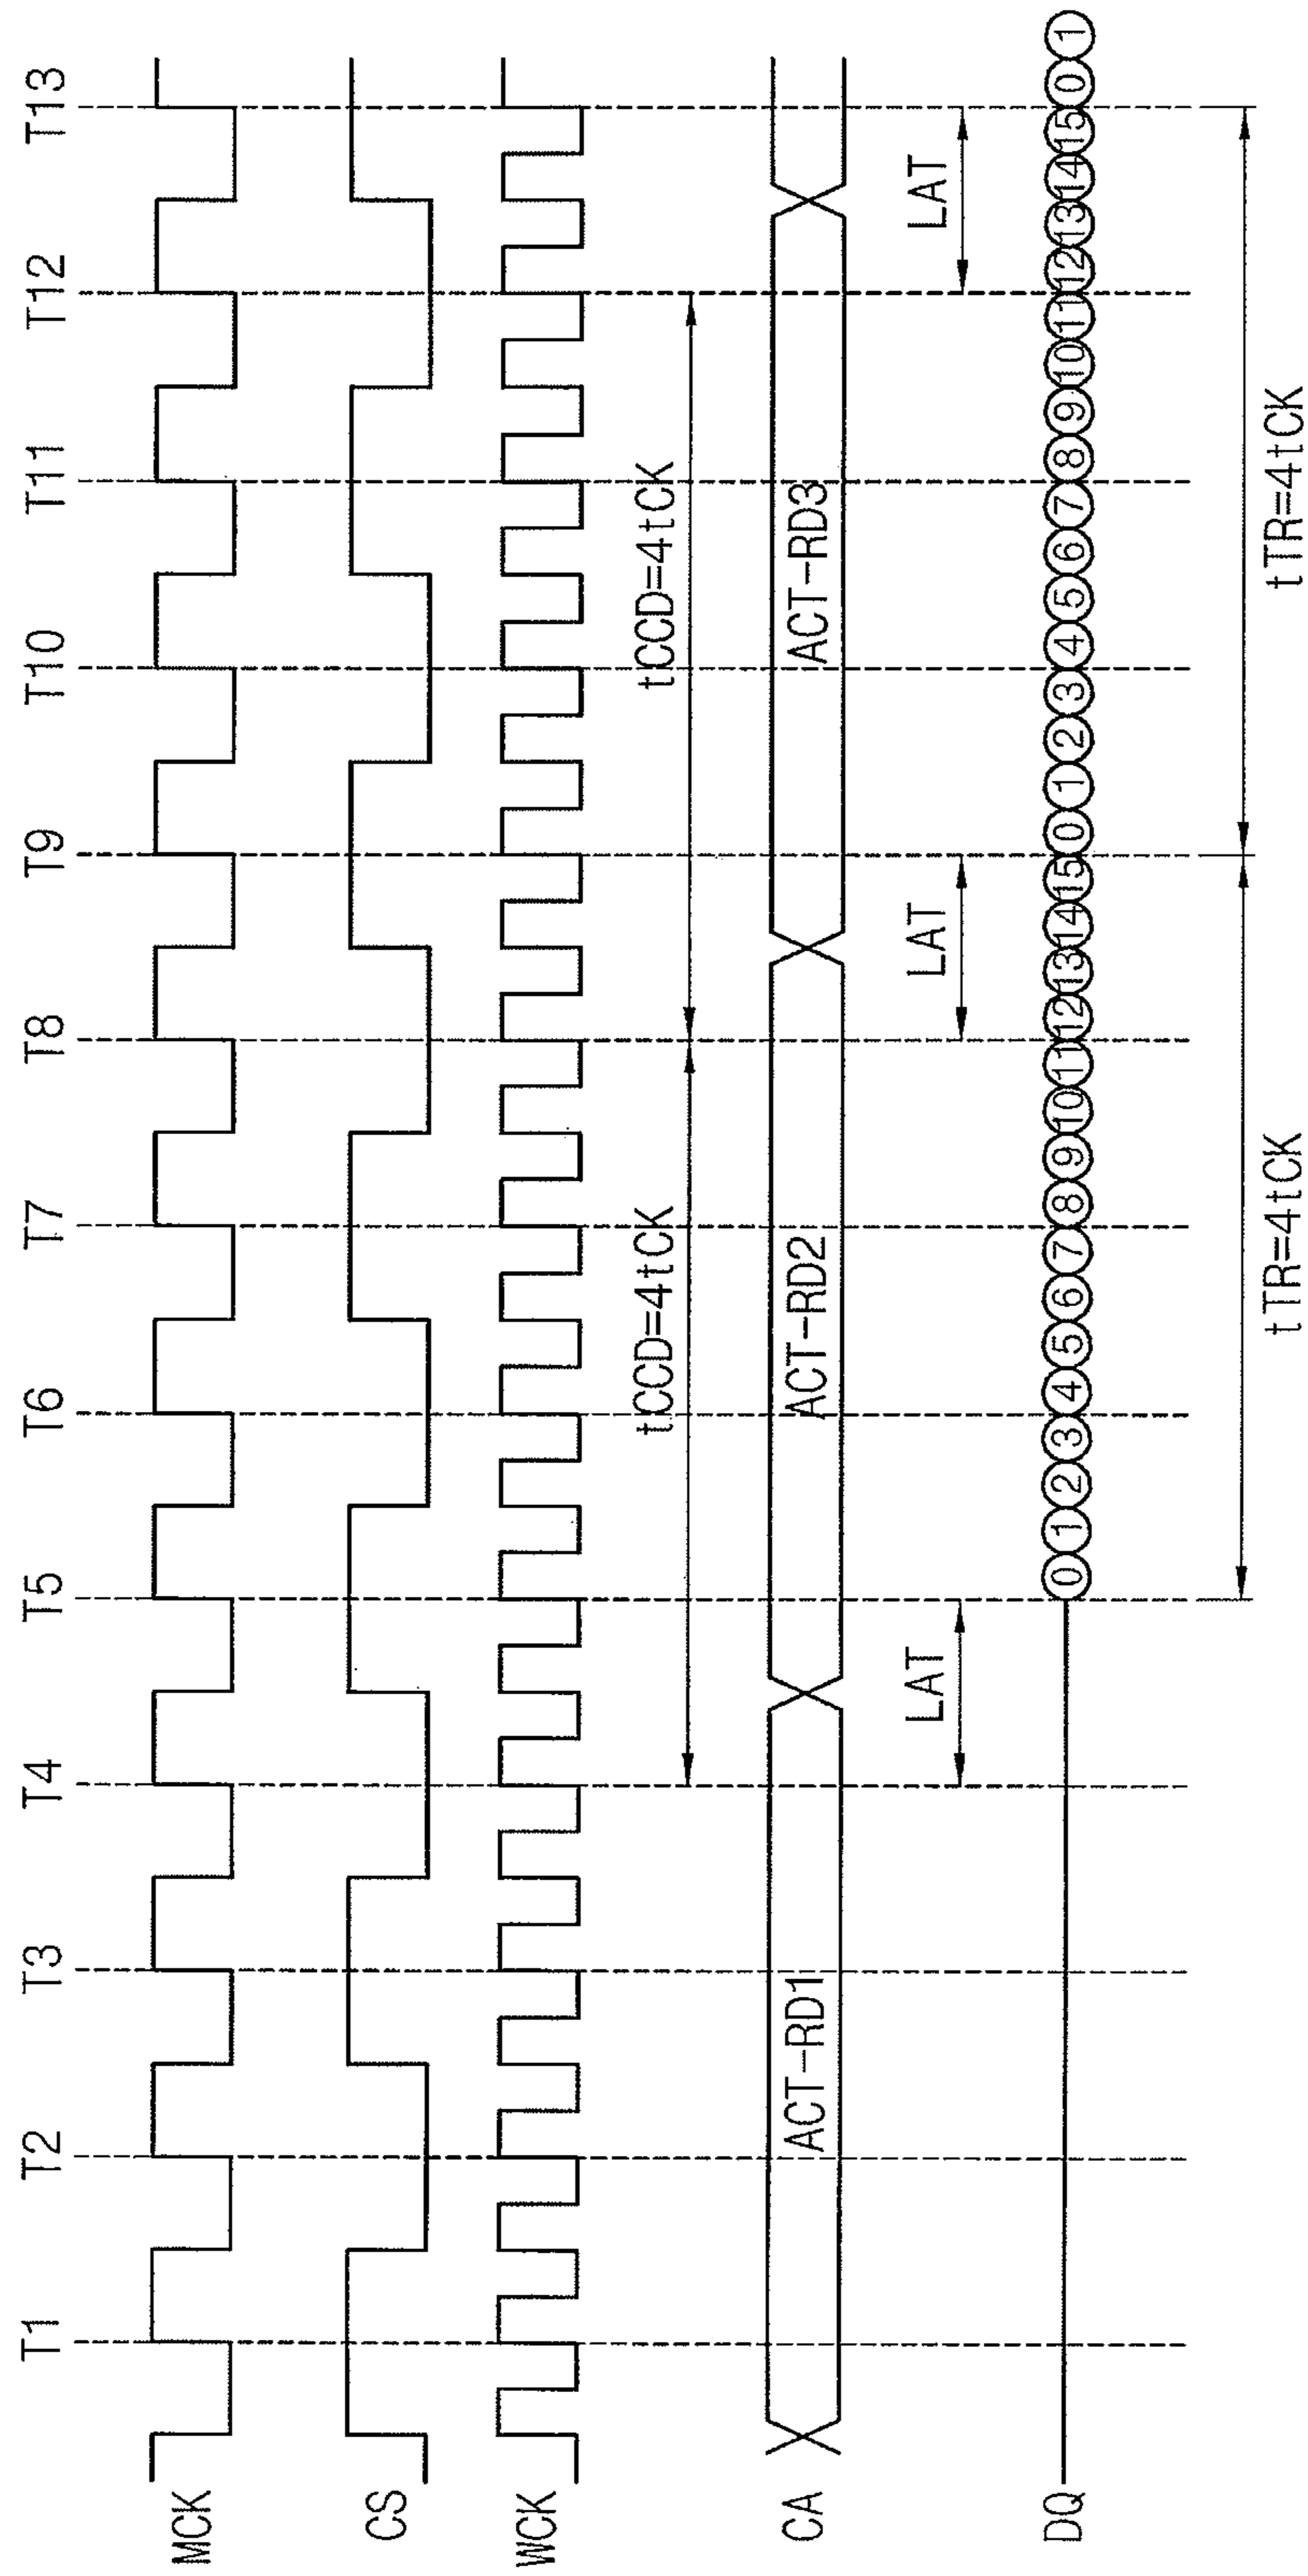 T1 T2 T3 T4 T5 T6 T7 T8 T9 T10 T11 T12 T13
MCK
CS
WCK
tCCD=4tCK tCCD=4tCK
CA ACT-RD1 ACT-RD2 ACT-RD3
LAT LAT LAT
DQ 0 1 2 3 4 5 6 7 8 9 10 11 12 13 14 15 0 1 2 3 4 5 6 7 8 9 10 11 12 13 14 15 0 1
tTR=4tCK tTR=4tCK